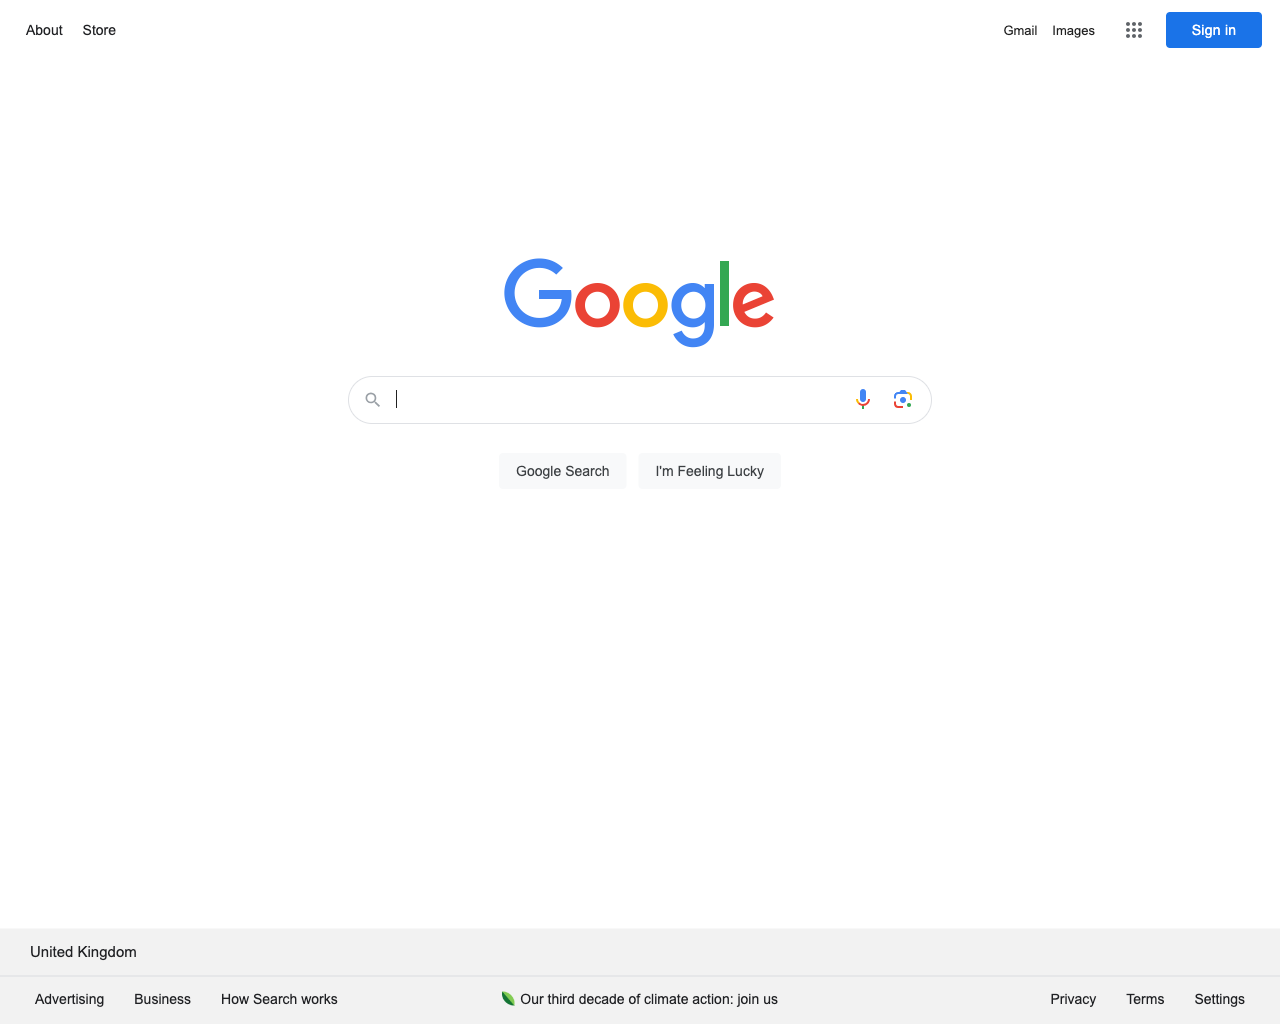 About Store Gmail Images Sign in
Google
Google Search I'm Feeling Lucky
United Kingdom
Advertising Business How Search works Our third decade of climate action: join us Privacy Terms Settings